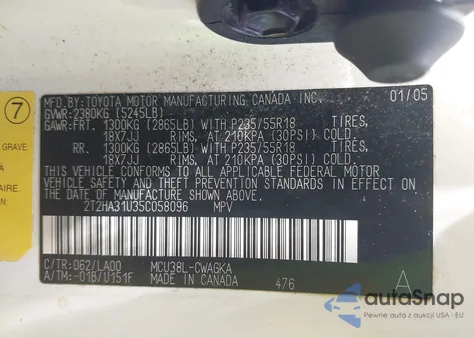 7
GRAVE
AIRE
MFD.BY:TOYOTA MOTOR MANUFACTURING CANADA INC. 01/05
GVWR:2380KG (5245LB)
GAWR:FRT. 1300KG (2865LB) WITH P235/55R18 TIRES,
18X7JJ RIMS, AT 210KPA (30PSI) COLD.
RR. 1300KG (2865LB) WITH P235/55R18 TIRES,
18X7JJ RIMS, AT 210KPA (30PSI) COLD.
THIS VEHICLE CONFORMS TO ALL APPLICABLE FEDERAL MOTOR
VEHICLE SAFETY STANDARDS IN EFFECT ON THE DATE OF
MANUFACTURE SHOWN ABOVE.
2T2HA31U35C058096 MPV
C/TR:062/LA00 MCU38L-CWAGKA
A/TM:-01B/U151F MADE IN CANADA 476 A
autoSnap
Pewne auta z aukcji USA i EU